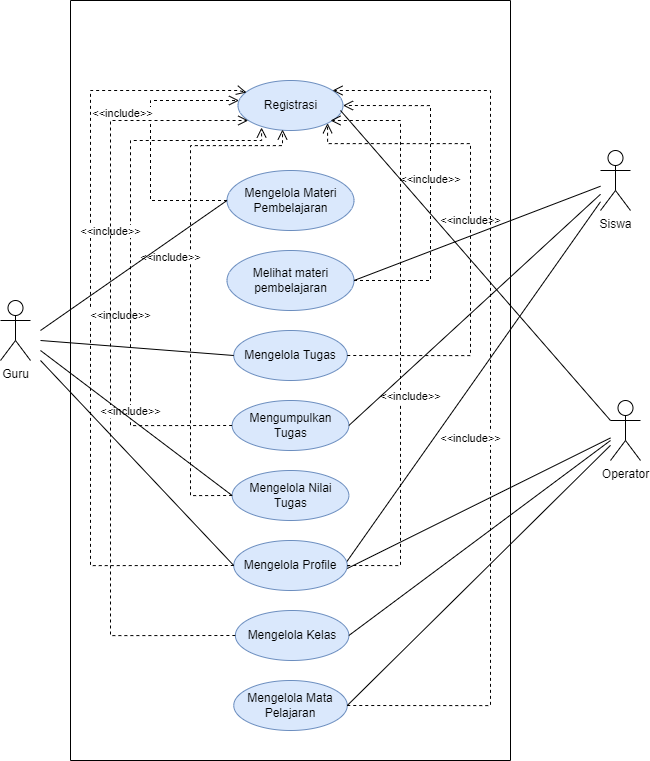 Registrasi
<<include>>
Mengelola Materi
Pembelajaran
<<include>>
Siswa
<<include>>
<<include>>
<<include>>
Melihat materi
pembelajaran
<<include>>
Mengelola Tugas
Guru
<<include>>
<<include>>
Mengumpulkan
Tugas
<<include>>
Operator
Mengelola Nilai
Tugas
Mengelola Profile
Mengelola Kelas
Mengelola Mata
Pelajaran